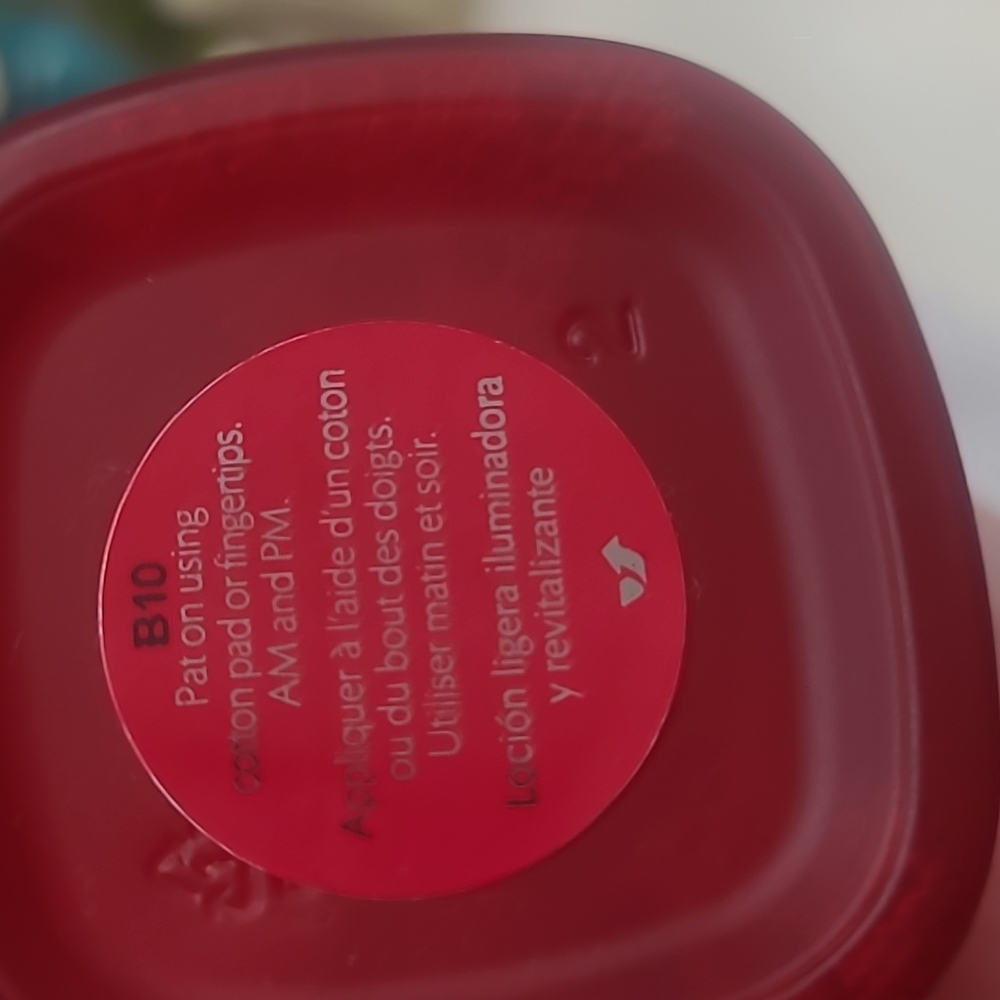 B10
Pat on using
cotton pad or fingertips.
AM and PM.
Appliquer à l'aide d'un coton
ou du bout des doigts.
Utiliser matin et soir.
Loción ligera iluminadora
y revitalizante